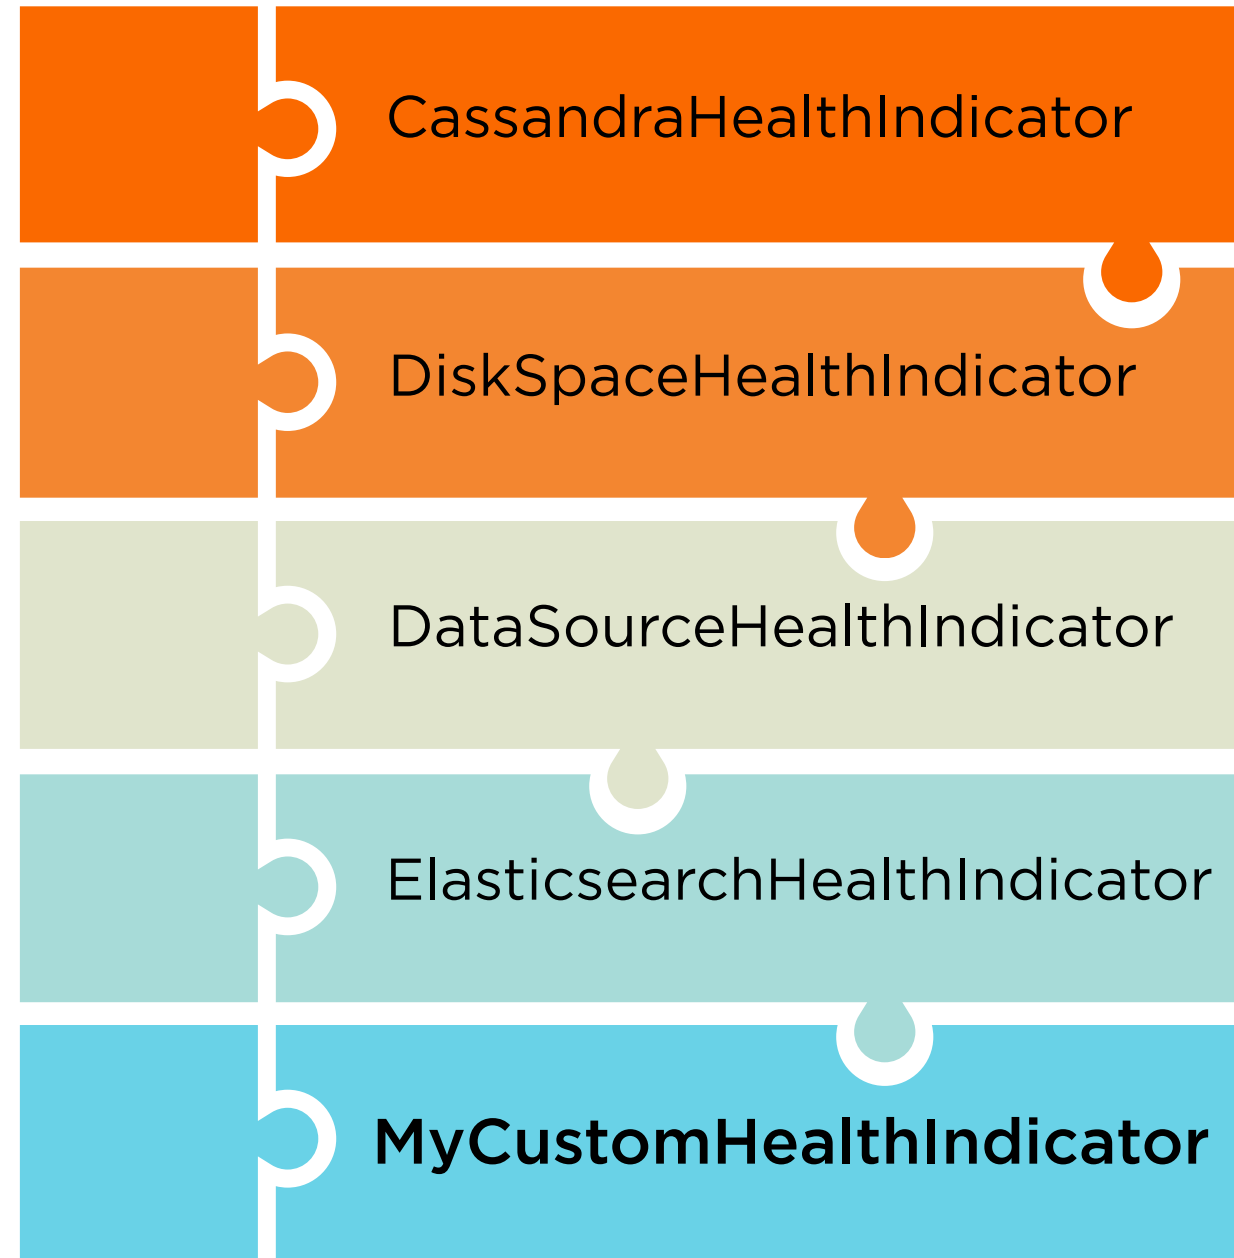 CassandraHealthIndicator
DiskSpaceHealthIndicator
DataSourceHealthIndicator
ElasticsearchHealthIndicator
MyCustomHealthIndicator